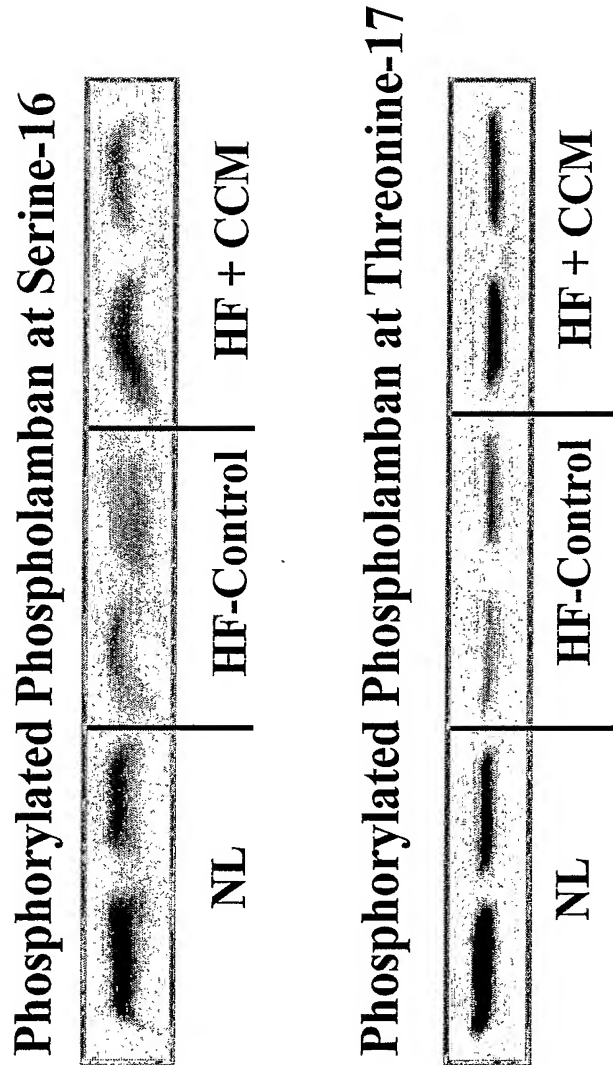 Phosphorylated Phospholamban at Serine-16
NL HF-Control HF + CCM
Phosphorylated Phospholamban at Threonine-17
NL HF-Control HF + CCM